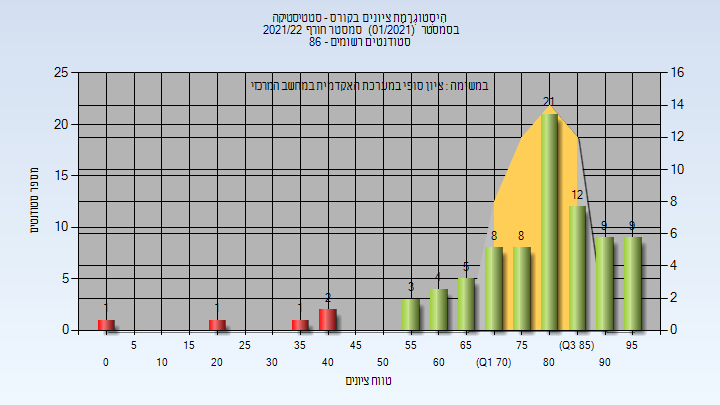 היסטוגרמת ציונים בקורס - סטטיסטיקה
בסמסטר (01/2021) סמסטר חורף 2021/22
סטודנטים רשומים - 86
במשימה : ציון סופי במערכת האקדמית במחשב המרכזי
25 20 15 10 5 0
מספר סטודנטים
16 14 12 10 8 6 4 2 0
1 1 1 2 3 4 5 8 8 21 12 9 9
5 15 25 35 45 55 65 75 (Q3 85) 95
0 10 20 30 40 50 60 (Q1 70) 80 90
טווח ציונים